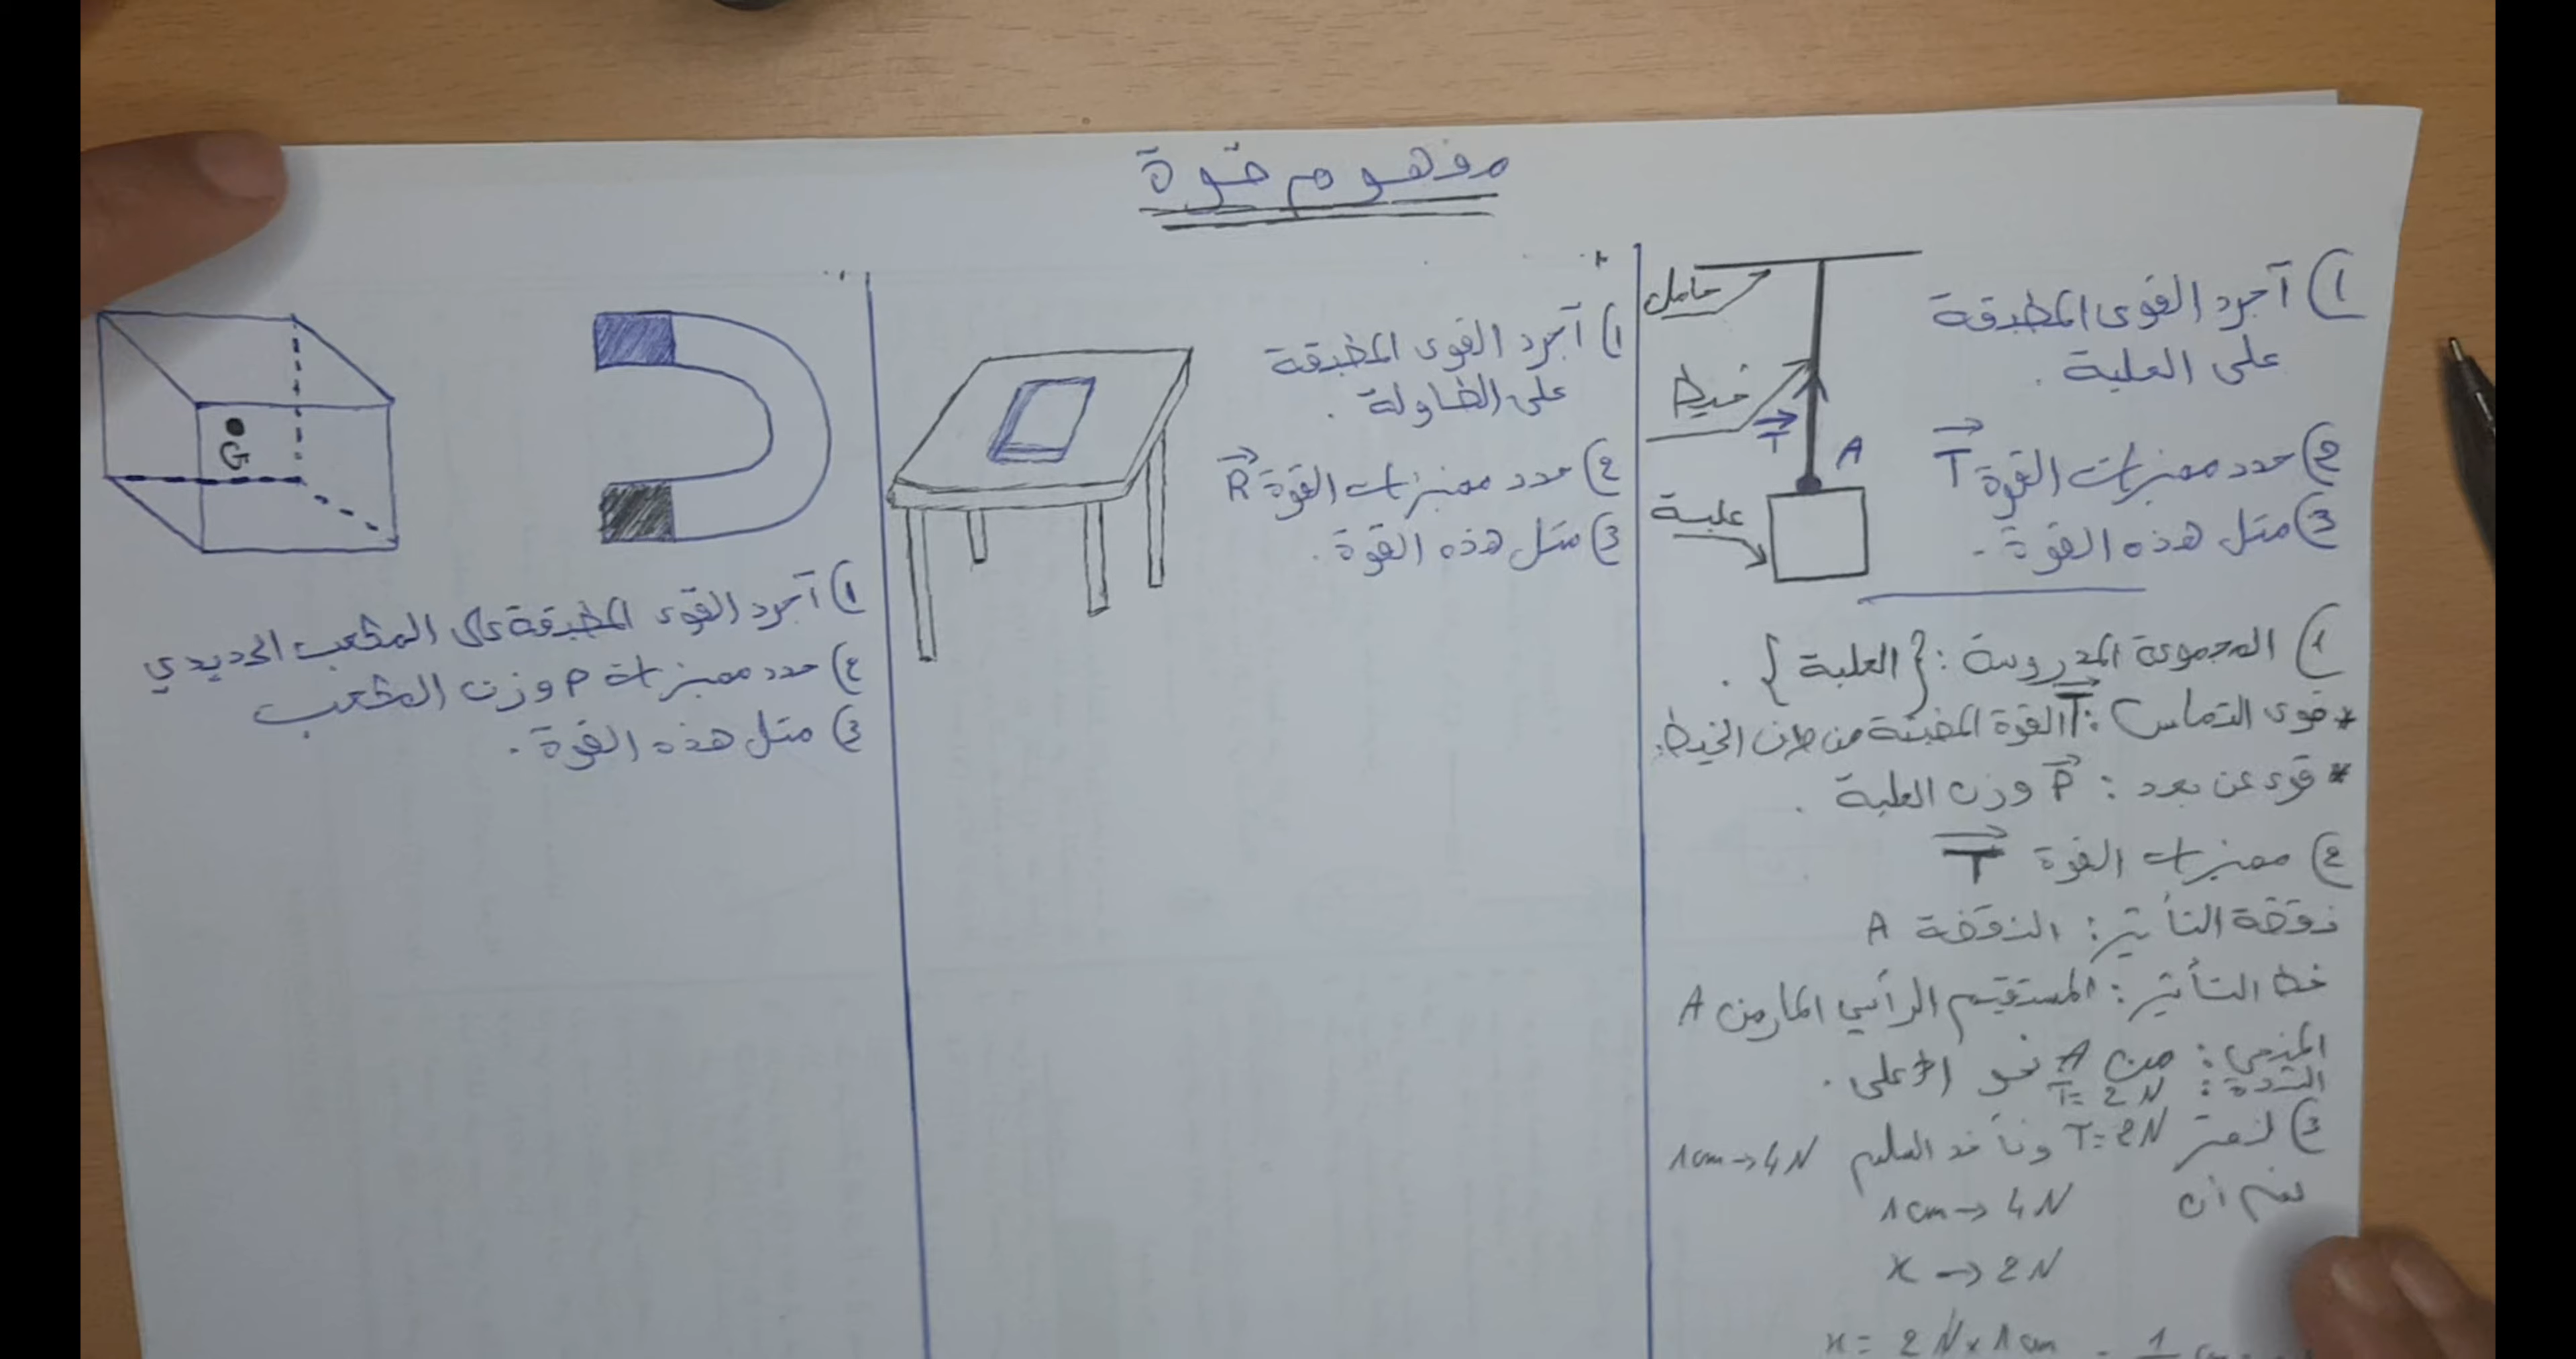 مفهوم قوة
1) أجرد القوى المطبقة
على العلبة.
2) حدد مميزات القوة T
3) مثل هذه القوة.
حامل
خيط
T
A
علبة
1) المجموعة المدروسة : {العلبة}.
* قوى التماس : T القوة المطبقة من طرف الخيط.
* قوى عن بعد : P وزن العلبة.
2) مميزات القوة T
نقطة التأثير : النقطة A
خط التأثير : المستقيم الرأسي المار من A
المنحى : من A نحو الأعلى.
الشدة : T = 2 N
3) نعتبر T = 2N ونأخد السلم 1cm → 4N
نعلم أن 1cm → 4N
x → 2N
x = 2N x 1cm
1) أجرد القوى المطبقة
على الطاولة.
2) حدد مميزات القوة R
3) مثل هذه القوة.
G
1) أجرد القوى المطبقة على المكعب الحديدي
2) حدد مميزات P وزن المكعب
3) مثل هذه القوة.